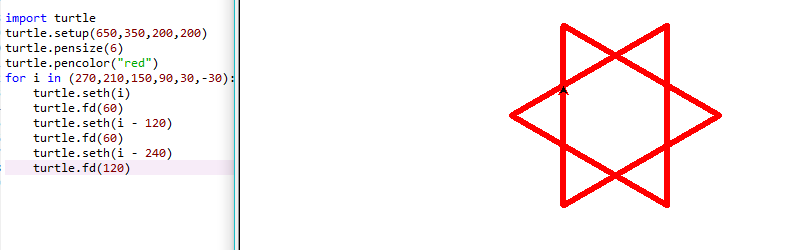 import turtle
turtle.setup(650,350,200,200)
turtle.pensize(6)
turtle.pencolor("red")
for i in (270,210,150,90,30,-30):
    turtle.seth(i)
    turtle.fd(60)
    turtle.seth(i - 120)
    turtle.fd(60)
    turtle.seth(i - 240)
    turtle.fd(120)